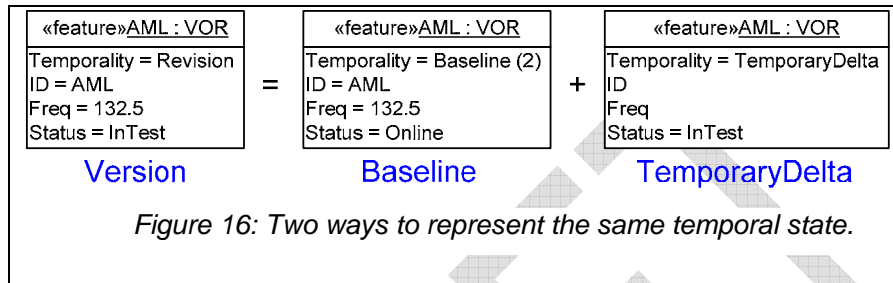 «feature»AML : VOR
Temporality = Revision
ID = AML
Freq = 132.5
Status = InTest
Version
=
«feature»AML : VOR
Temporality = Baseline (2)
ID = AML
Freq = 132.5
Status = Online
Baseline
+
«feature»AML : VOR
Temporality = TemporaryDelta
ID
Freq
Status = InTest
TemporaryDelta
Figure 16: Two ways to represent the same temporal state.